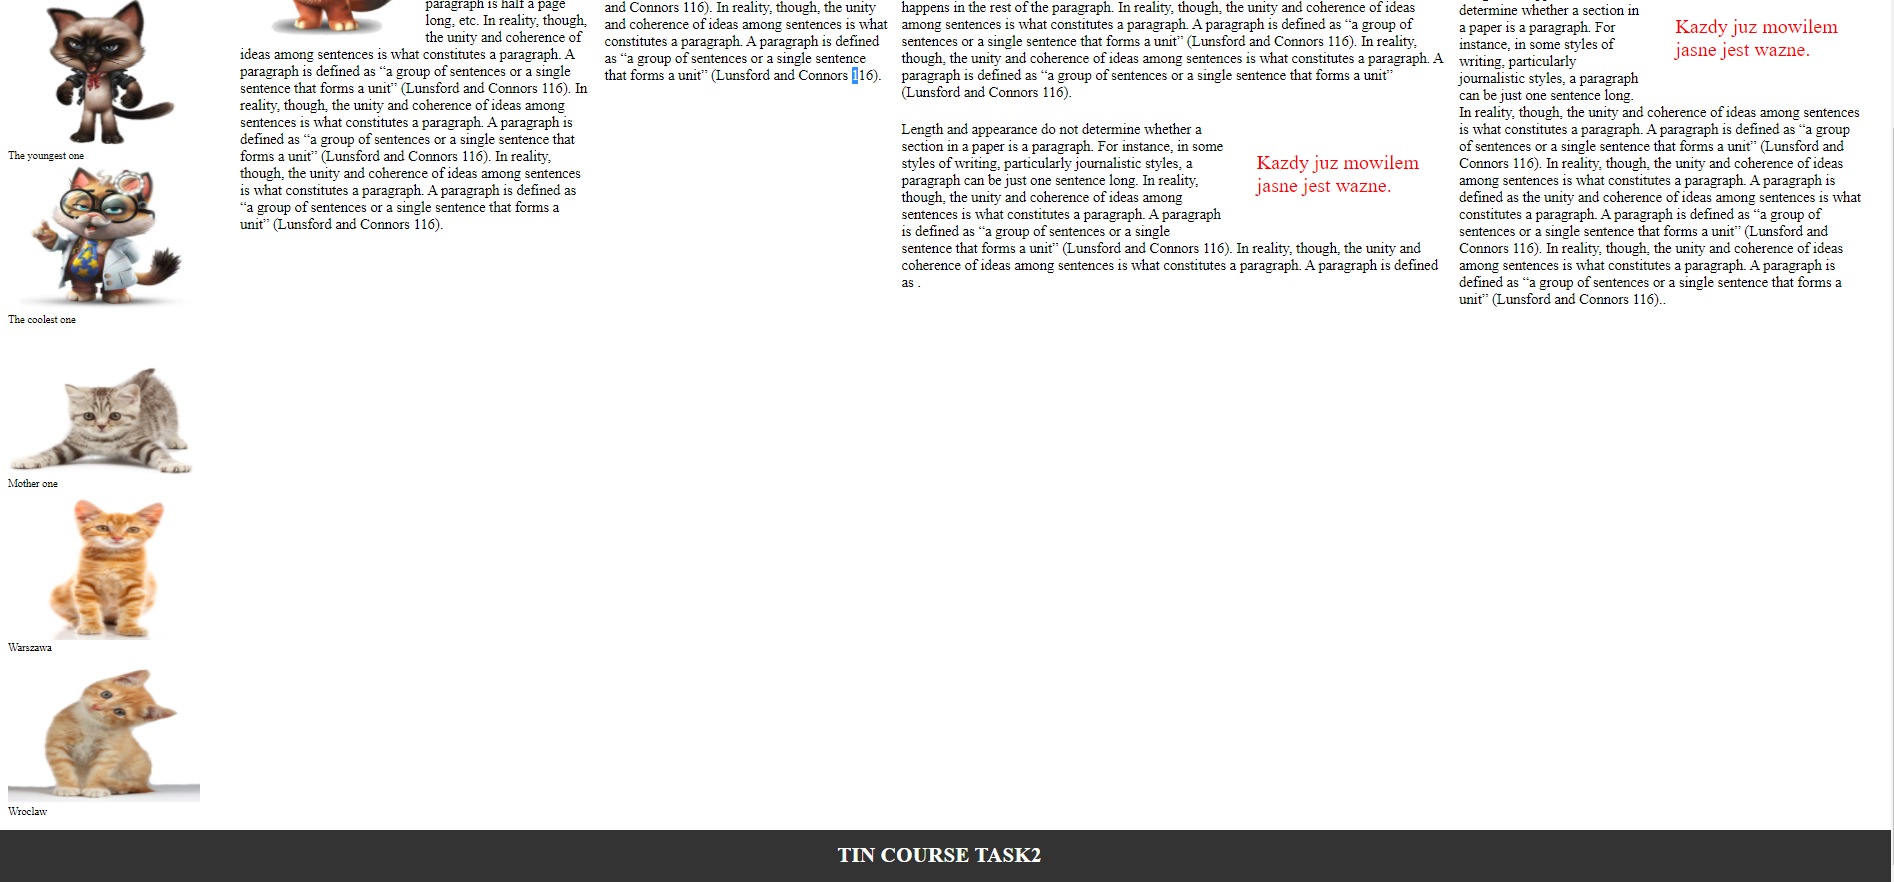 The youngest one
The coolest one
Mother one
Warszawa
Wroclaw
paragraph is half a page
long, etc. In reality, though,
the unity and coherence of
ideas among sentences is what constitutes a paragraph. A
paragraph is defined as “a group of sentences or a single
sentence that forms a unit” (Lunsford and Connors 116). In
reality, though, the unity and coherence of ideas among
sentences is what constitutes a paragraph. A paragraph is
defined as “a group of sentences or a single sentence that
forms a unit” (Lunsford and Connors 116). In reality,
though, the unity and coherence of ideas among sentences
is what constitutes a paragraph. A paragraph is defined as
“a group of sentences or a single sentence that forms a
unit” (Lunsford and Connors 116).
and Connors 116). In reality, though, the unity
and coherence of ideas among sentences is what
constitutes a paragraph. A paragraph is defined
as “a group of sentences or a single sentence
that forms a unit” (Lunsford and Connors 116).
happens in the rest of the paragraph. In reality, though, the unity and coherence of ideas
among sentences is what constitutes a paragraph. A paragraph is defined as “a group of
sentences or a single sentence that forms a unit” (Lunsford and Connors 116). In reality,
though, the unity and coherence of ideas among sentences is what constitutes a paragraph. A
paragraph is defined as “a group of sentences or a single sentence that forms a unit”
(Lunsford and Connors 116).
Length and appearance do not determine whether a
section in a paper is a paragraph. For instance, in some
styles of writing, particularly journalistic styles, a
paragraph can be just one sentence long. In reality,
though, the unity and coherence of ideas among
sentences is what constitutes a paragraph. A paragraph
is defined as “a group of sentences or a single
sentence that forms a unit” (Lunsford and Connors 116). In reality, though, the unity and
coherence of ideas among sentences is what constitutes a paragraph. A paragraph is defined
as .
Kazdy juz mowilem
jasne jest wazne.
determine whether a section in
a paper is a paragraph. For
instance, in some styles of
writing, particularly
journalistic styles, a paragraph
can be just one sentence long.
In reality, though, the unity and coherence of ideas among sentences
is what constitutes a paragraph. A paragraph is defined as “a group
of sentences or a single sentence that forms a unit” (Lunsford and
Connors 116). In reality, though, the unity and coherence of ideas
among sentences is what constitutes a paragraph. A paragraph is
defined as the unity and coherence of ideas among sentences is what
constitutes a paragraph. A paragraph is defined as “a group of
sentences or a single sentence that forms a unit” (Lunsford and
Connors 116). In reality, though, the unity and coherence of ideas
among sentences is what constitutes a paragraph. A paragraph is
defined as “a group of sentences or a single sentence that forms a
unit” (Lunsford and Connors 116)..
Kazdy juz mowilem
jasne jest wazne.
TIN COURSE TASK2